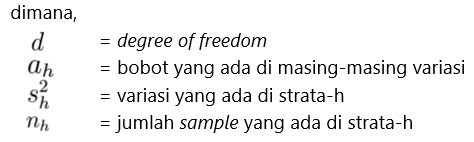 dimana,
d = degree of freedom
a_h = bobot yang ada di masing-masing variasi
s_h^2 = variasi yang ada di strata-h
n_h = jumlah sample yang ada di strata-h